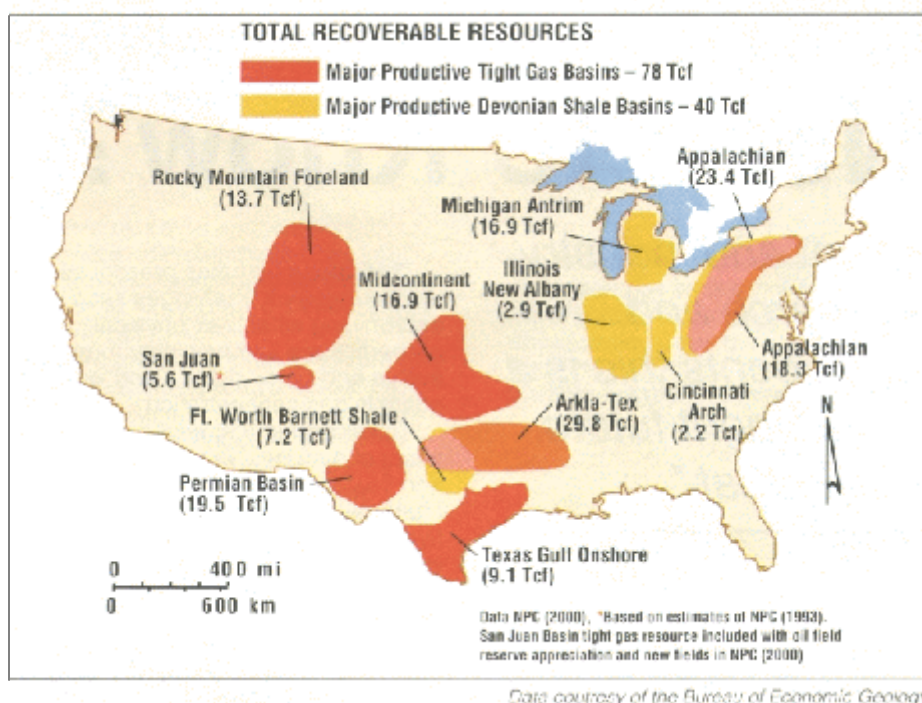 TOTAL RECOVERABLE RESOURCES
Major Productive Tight Gas Basins – 78 Tcf
Major Productive Devonian Shale Basins – 40 Tcf
Appalachian
(23.4 Tcf)
Rocky Mountain Foreland
(13.7 Tcf)
Michigan Antrim
(16.9 Tcf)
Midcontinent
(16.9 Tcf)
Illinois
New Albany
(2.9 Tcf)
San Juan
(5.6 Tcf)*
Appalachian
(18.3 Tcf)
Ft. Worth Barnett Shale
(7.2 Tcf)
Arkla-Tex
(29.8 Tcf)
Cincinnati
Arch
(2.2 Tcf)
N
Permian Basin
(19.5 Tcf)
Texas Gull Onshore
(9.1 Tcf)
0 400 mi
0 600 km
Data NPC (2000), *Based on estimates of NPC (1993).
San Juan Basin tight gas resource included with oil field
reserve appreciation and new fields in NPC (2000)
Data courtesy of the Bureau of Economic Geology